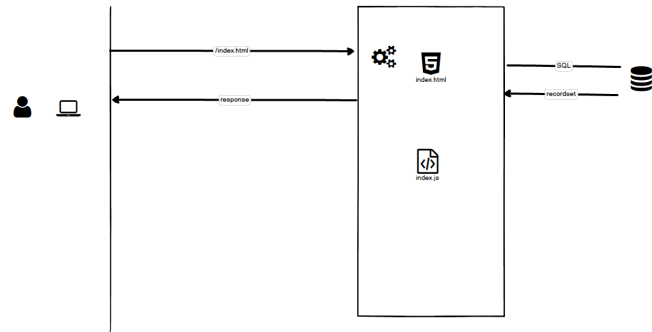 /index.html
index.html
SQL
recordset
response
index.js